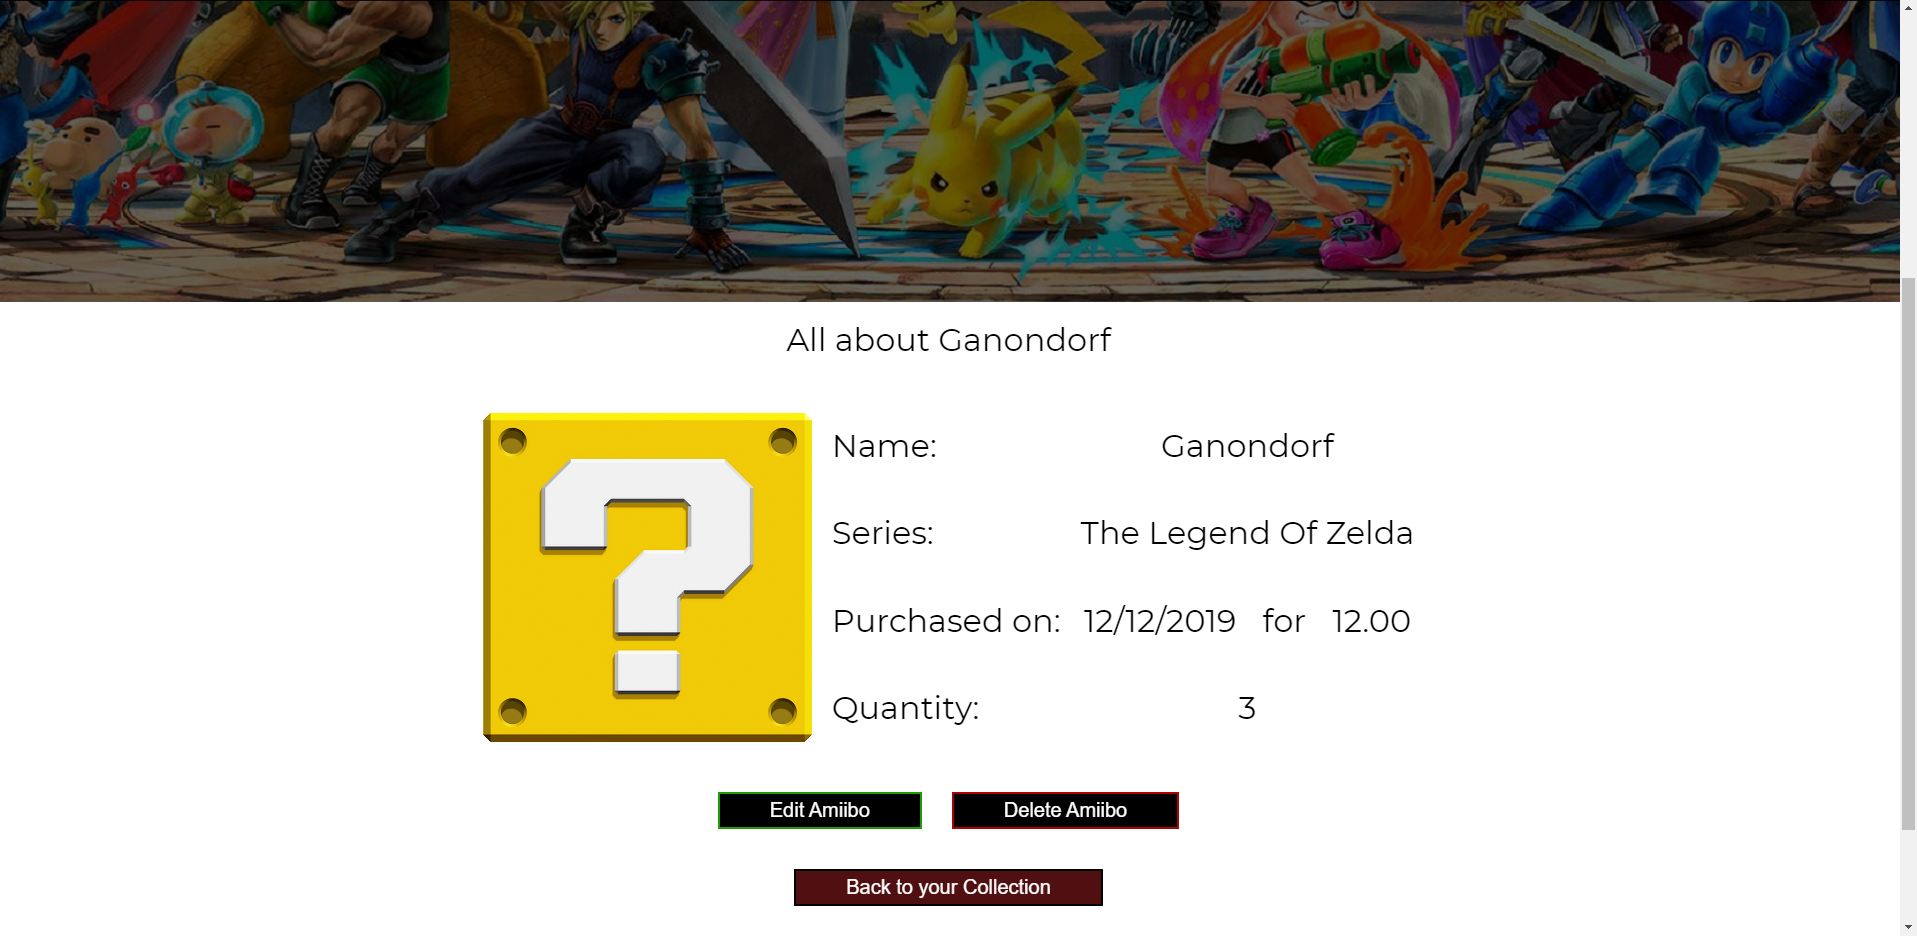 All about Ganondorf
Name: Ganondorf
Series: The Legend Of Zelda
Purchased on: 12/12/2019 for 12.00
Quantity: 3
Edit Amiibo Delete Amiibo
Back to your Collection